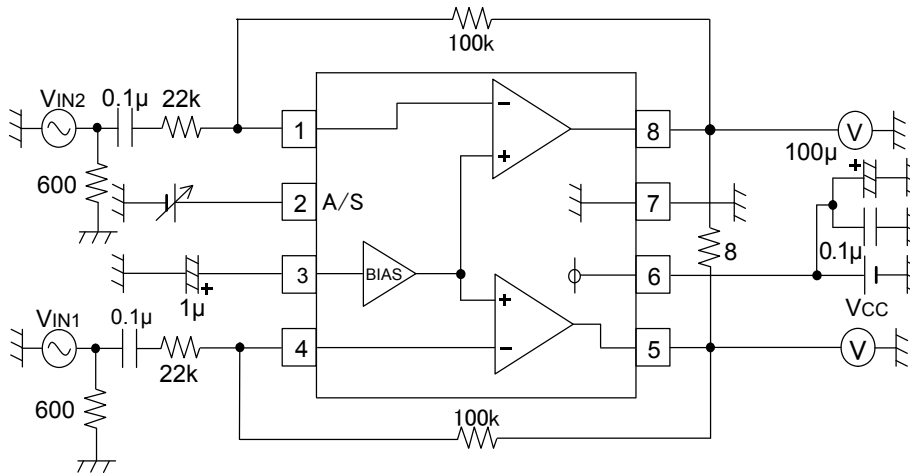 100k
VIN2
0.1μ
22k
1
8
V
100μ
+
600
2
A/S
7
8
0.1μ
3
BIAS
6
1μ
+
VCC
VIN1
0.1μ
22k
4
5
V
600
100k